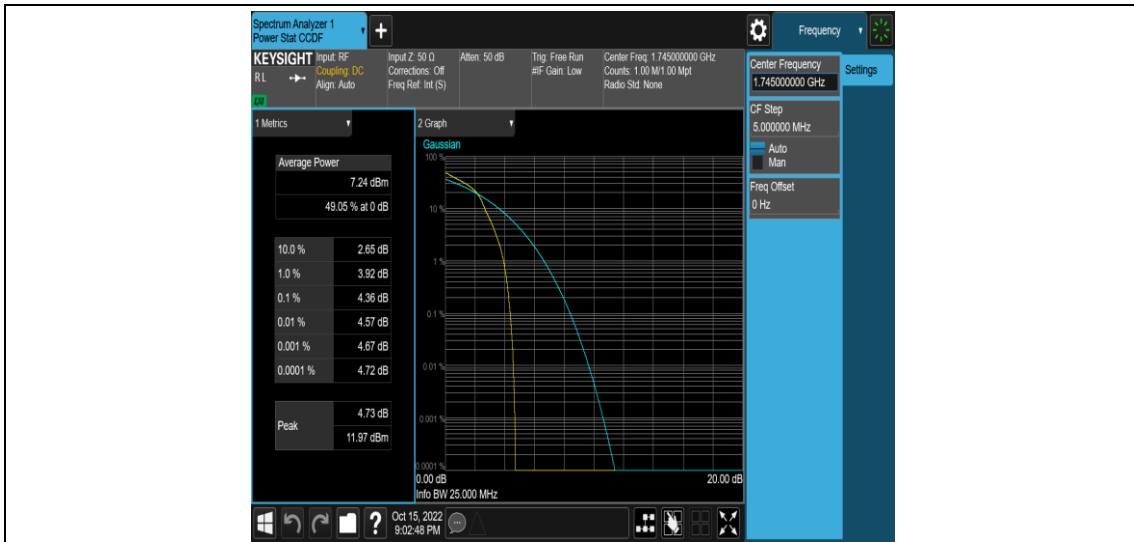 Spectrum Analyzer 1
Power Stat CCDF
+
Frequency
KEYSIGHT
RL
Input: RF
Coupling: DC
Align: Auto
Input Z: 50 Ω
Corrections: Off
Freq Ref: Int (S)
Atten: 50 dB
Trig: Free Run
#IF Gain: Low
Center Freq: 1.745000000 GHz
Counts: 1.00 M/1.00 Mpt
Radio Std: None
Center Frequency
1.745000000 GHz
Settings
CF Step
5.000000 MHz
Auto
Man
Freq Offset
0 Hz
1 Metrics
Average Power
7.24 dBm
49.05 % at 0 dB
10.0 % 2.65 dB
1.0 % 3.92 dB
0.1 % 4.36 dB
0.01 % 4.57 dB
0.001 % 4.67 dB
0.0001 % 4.72 dB
Peak
4.73 dB
11.97 dBm
2 Graph
Gaussian
100 %
10 %
1 %
0.1 %
0.01 %
0.001 %
0.0001 %
0.00 dB 20.00 dB
Info BW 25.000 MHz
?
Oct 15, 2022
9:02:48 PM